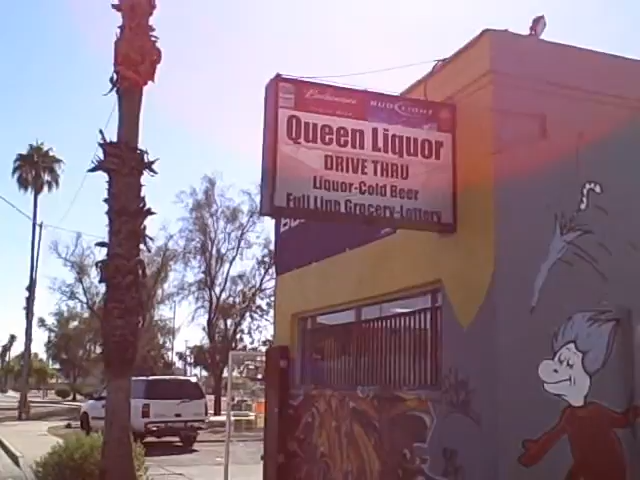 Budweiser BUD LIGHT
Queen Liquor
DRIVE THRU
Liquor-Cold Beer
Full Line Grocery-Lottery